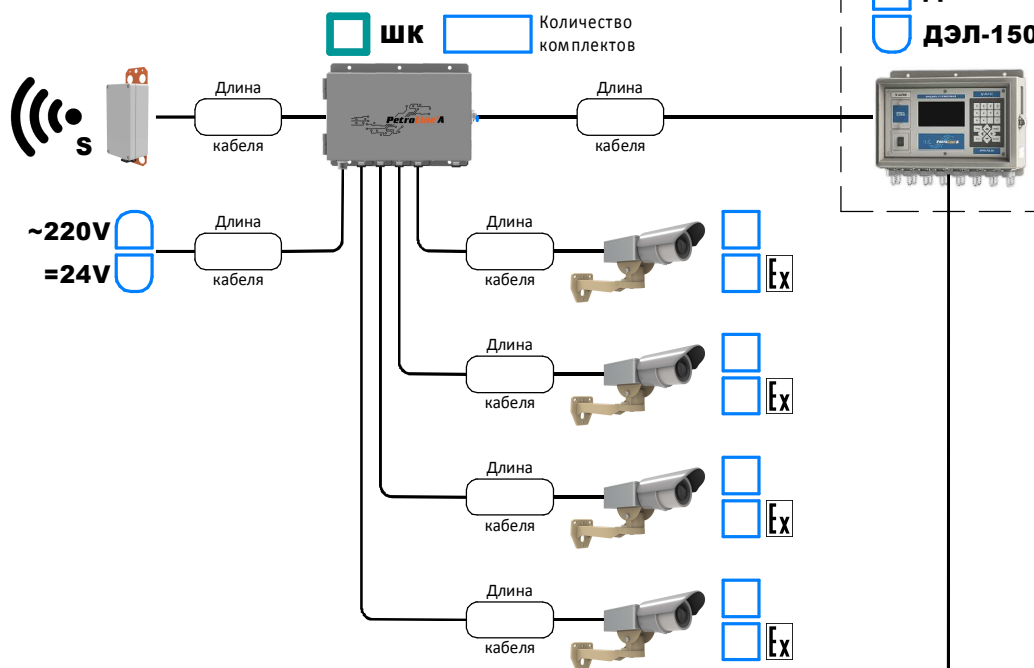 ШК
Количество
комплектов
ДЭЛ-150
Длина
кабеля
Длина
кабеля
S
PetroLineA
~220V
=24V
Длина
кабеля
Длина
кабеля
Ex
Длина
кабеля
Ex
Длина
кабеля
Ex
Длина
кабеля
Ex